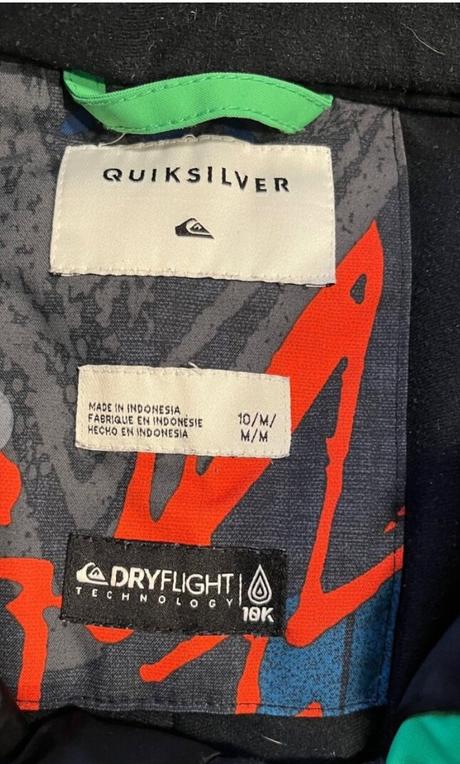 QUIKSILVER
MADE IN INDONESIA
FABRIQUE EN INDONÉSIE
HECHO EN INDONESIA
10/M/
M/M
DRYFLIGHT
TECHNOLOGY
10K